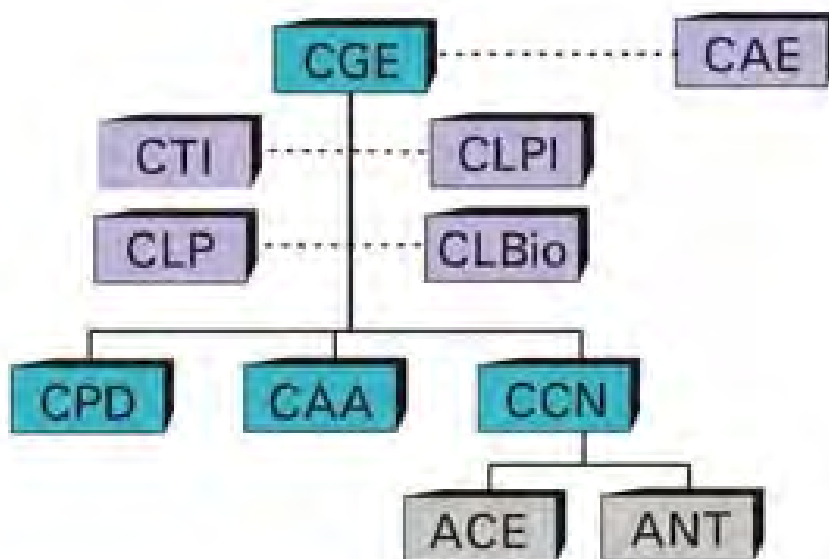 CGE CAE
CTI CLPI
CLP CLBio
CPD CAA CCN
ACE ANT